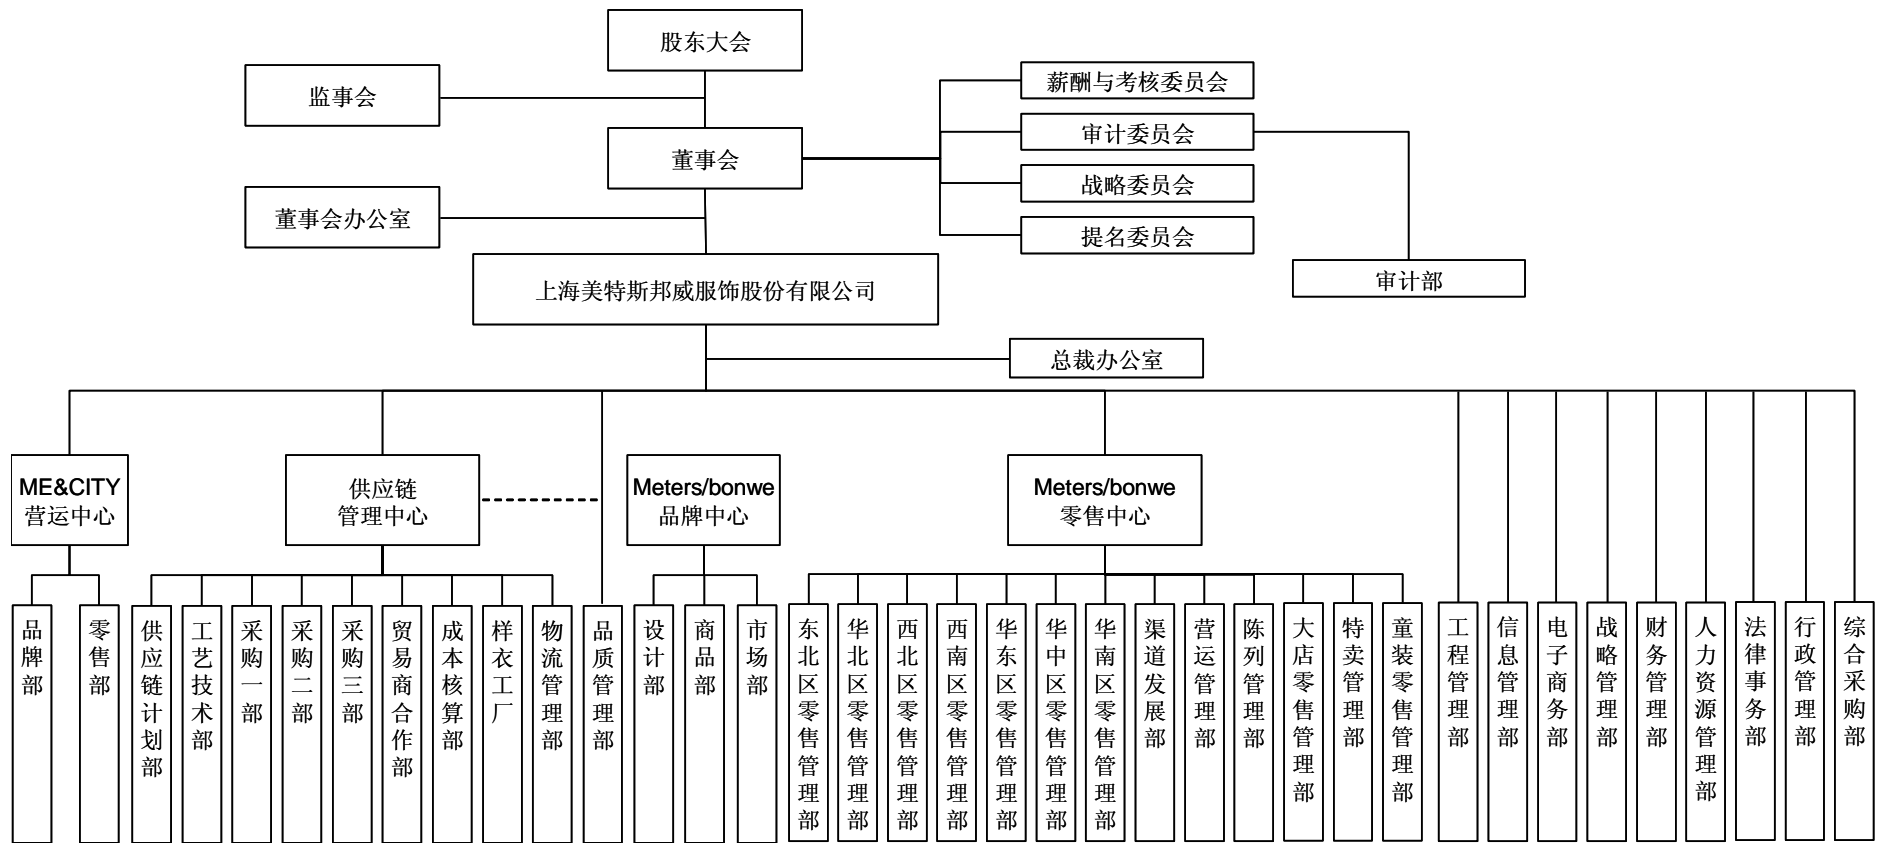 股东大会
监事会
薪酬与考核委员会
审计委员会
董事会
战略委员会
董事会办公室
提名委员会
审计部
上海美特斯邦威服饰股份有限公司
总裁办公室
ME&CITY
营运中心
供应链
管理中心
Meters/bonwe
品牌中心
Meters/bonwe
零售中心
品牌部
零售部
供应链计划部
工艺技术部
采购一部
采购二部
采购三部
贸易商合作部
成本核算部
样衣工厂
物流管理部
品质管理部
设计部
商品部
市场部
东北区零售管理部
华北区零售管理部
西北区零售管理部
西南区零售管理部
华东区零售管理部
华中区零售管理部
华南区零售管理部
渠道发展部
营运管理部
陈列管理部
大店零售管理部
特卖管理部
童装零售管理部
工程管理部
信息管理部
电子商务部
战略管理部
财务管理部
人力资源管理部
法律事务部
行政管理部
综合采购部